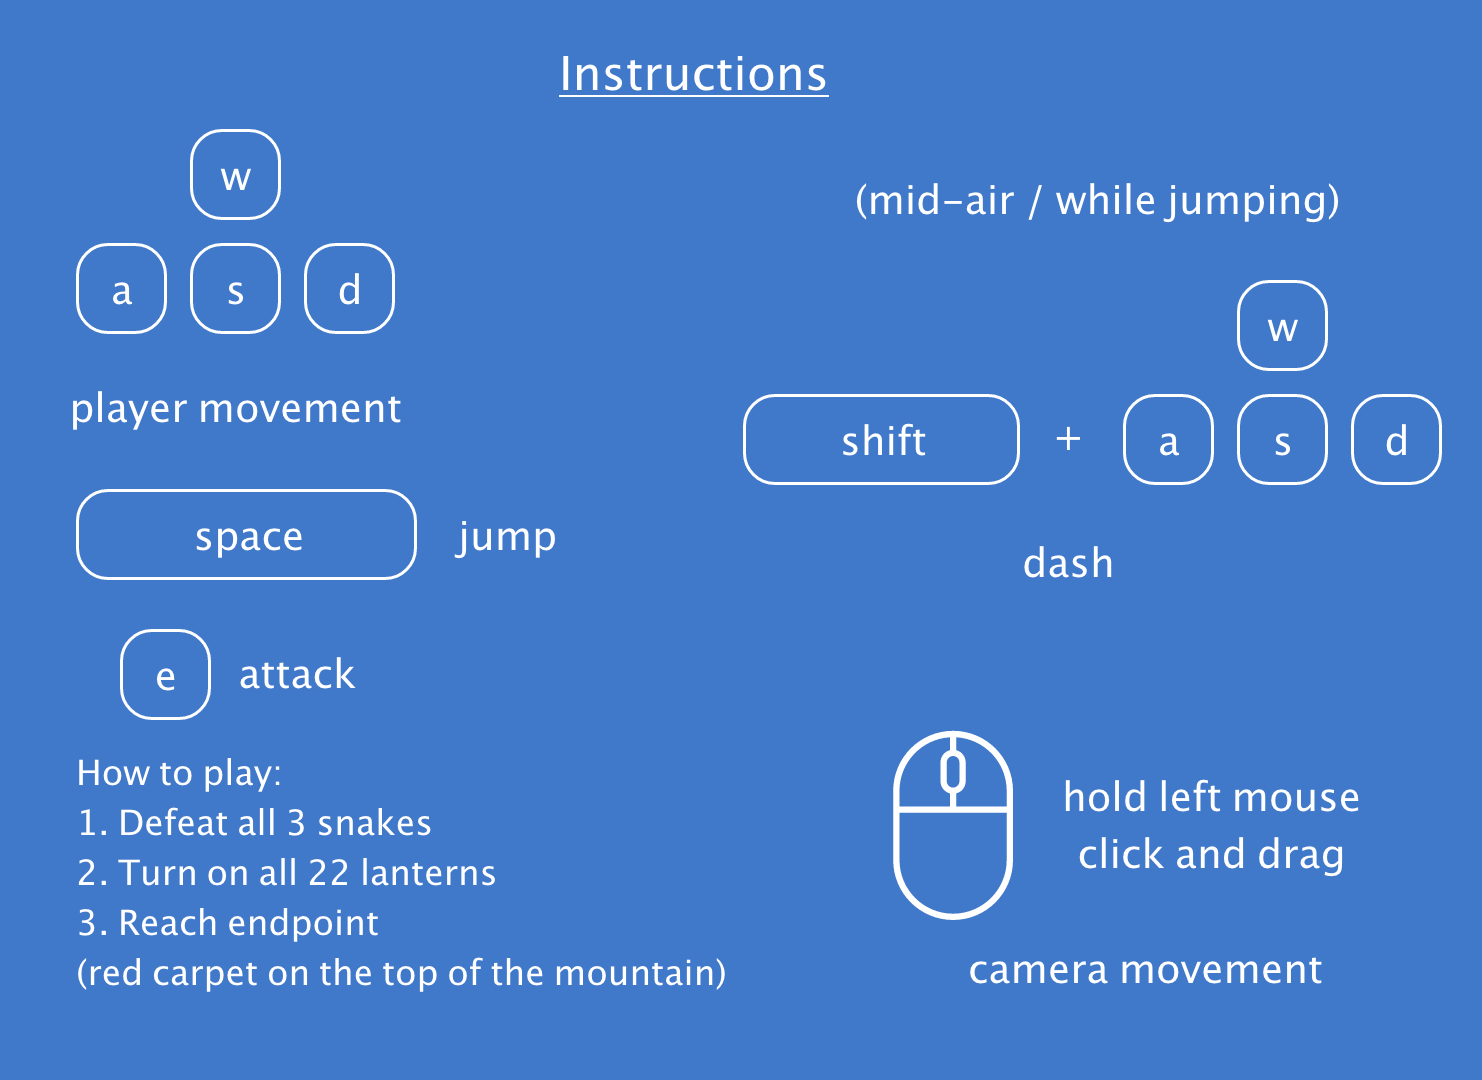 Instructions
w
a s d
player movement
space jump
e attack
How to play:
1. Defeat all 3 snakes
2. Turn on all 22 lanterns
3. Reach endpoint
(red carpet on the top of the mountain)
(mid-air / while jumping)
w
shift + a s d
dash
hold left mouse
click and drag
camera movement